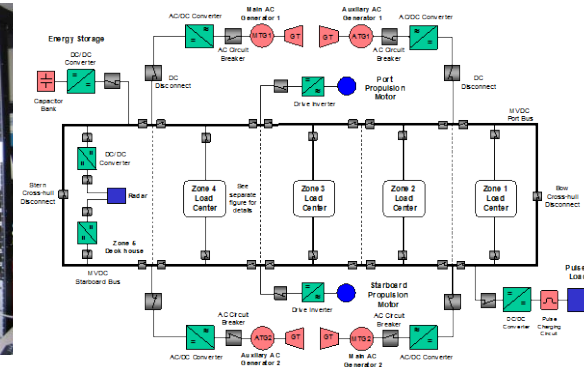 AC/DC Converter
Main AC
Generator 1
Auxiliary AC
Generator 1
AC/DC Converter
MTG1
GT
GT
ATG1
Energy Storage
AC Circuit
Breaker
AC Circuit
Breaker
DC/DC
Converter
DC
Disconnect
DC
Disconnect
Port
Propulsion
Motor
Capacitor
Bank
Drive Inverter
MVDC
Port Bus
DC/DC
Converter
Stern
Cross-hull
Disconnect
Radar
Zone 4
Load
Center
See
separate
figure for
details
Zone 3
Load
Center
Zone 2
Load
Center
Zone 1
Load
Center
Bow
Cross-hull
Disconnect
Zone 5
Deckhouse
MVDC
Starboard Bus
Starboard
Propulsion
Motor
Drive Inverter
Pulse
Load
AC Circuit
Breaker
AC Circuit
Breaker
DC/DC
Converter
Pulse
Charging
Circuit
ATG2
GT
GT
MTG2
AC/DC Converter
Auxiliary AC
Generator 2
Main AC
Generator 2
AC/DC Converter